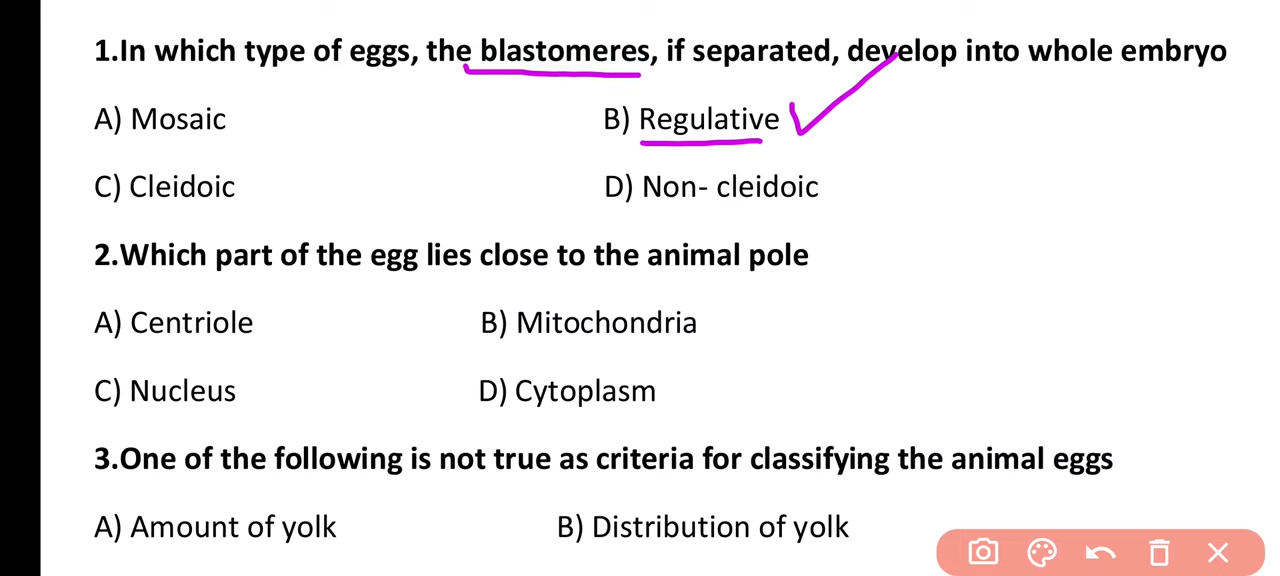 1.In which type of eggs, the blastomeres, if separated, develop into whole embryo
A) Mosaic B) Regulative
C) Cleidoic D) Non- cleidoic
2.Which part of the egg lies close to the animal pole
A) Centriole B) Mitochondria
C) Nucleus D) Cytoplasm
3.One of the following is not true as criteria for classifying the animal eggs
A) Amount of yolk B) Distribution of yolk